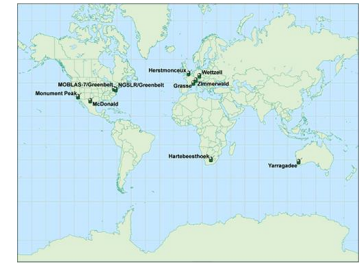 Herstmonceux
Wettzell
Grasse
Zimmerwald
MOBLAS-7/Greenbelt
NGSLR/Greenbelt
Monument Peak
McDonald
Hartebeesthoek
Yarragadee